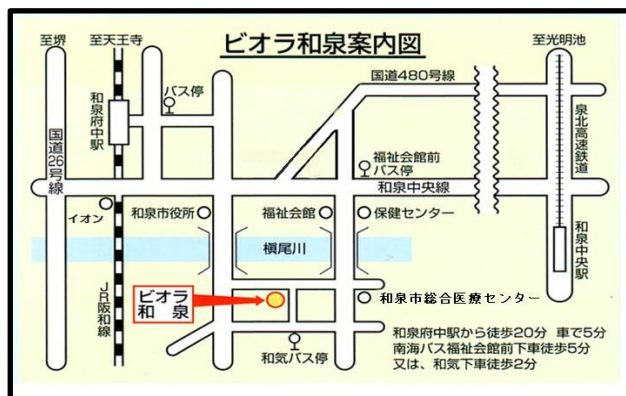 ビオラ和泉案内図
至堺
至天王寺
至光明池
国道480号線
バス停
和泉府中駅
国道26号線
泉北高速鉄道
福祉会館前
バス停
和泉中央線
イオン
和泉市役所
福祉会館
保健センター
槇尾川
和泉中央駅
JR阪和線
ビオラ
和泉
和泉市総合医療センター
和気バス停
和泉府中駅から徒歩20分 車で5分
南海バス福祉会館前下車徒歩5分
又は、和気下車徒歩2分